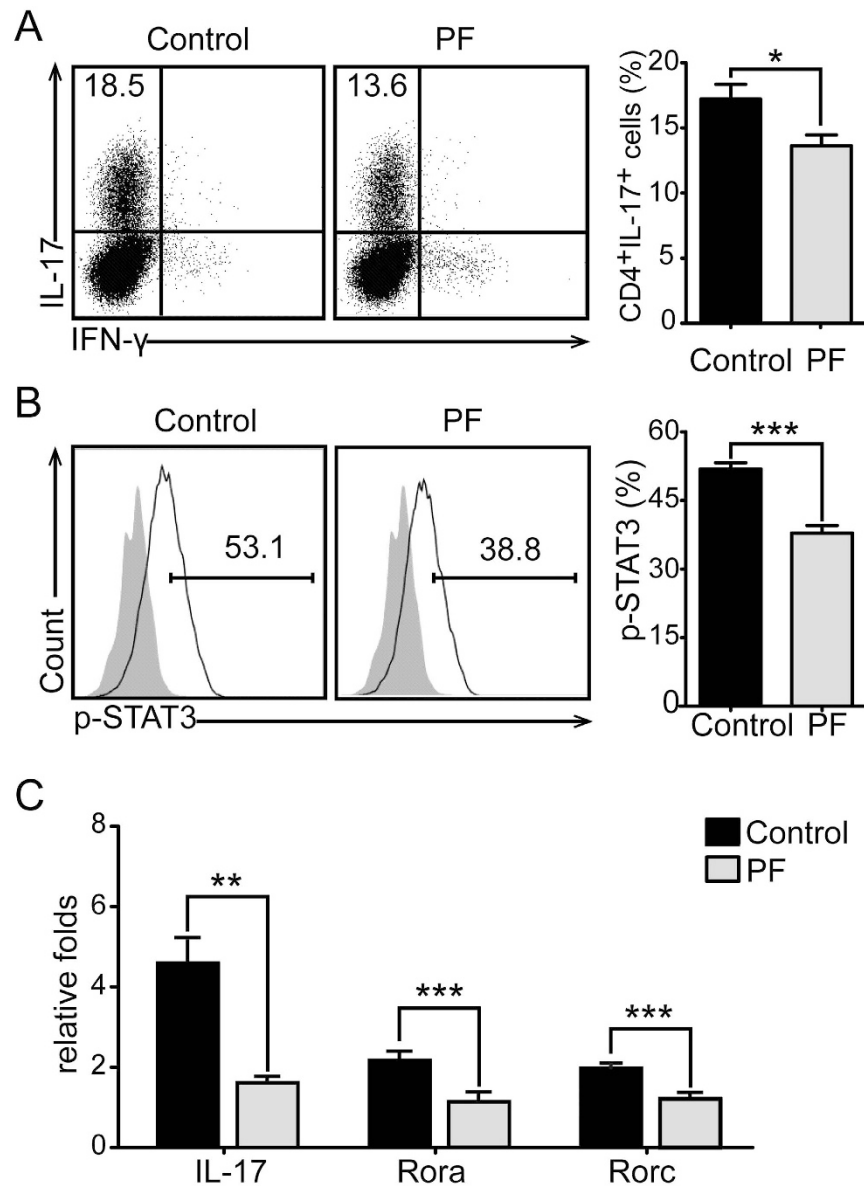 A
Control
PF
18.5
13.6
IL-17
IFN-γ
CD4+IL-17+ cells (%)
20
15
10
5
0
*
Control PF
B
Control
PF
53.1
38.8
Count
p-STAT3
p-STAT3 (%)
60
45
30
15
0
***
Control PF
C
relative folds
8
6
4
2
0
**
***
***
IL-17 Rora Rorc
Control
PF